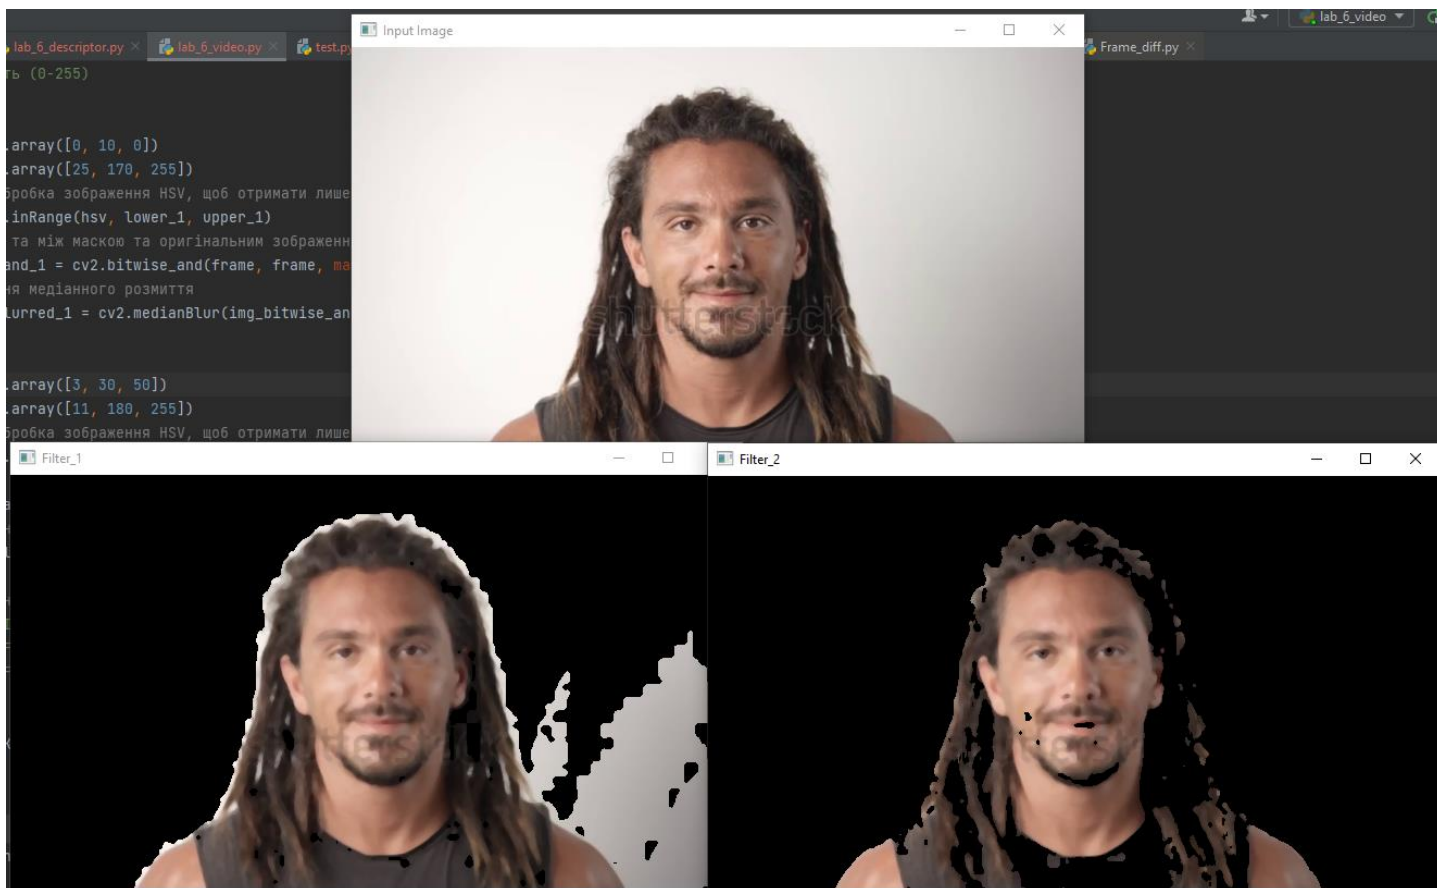 Input Image
lab_6_video
lab_6_descriptor.py
lab_6_video.py
test.py
Frame_diff.py
ть (0-255)
.array([0, 10, 0])
.array([25, 170, 255])
бробка зображення HSV, щоб отримати лише
.inRange(hsv, lower_1, upper_1)
та між маскою та оригінальним зображенн
and_1 = cv2.bitwise_and(frame, frame, ma
ня медіанного розмиття
lurred_1 = cv2.medianBlur(img_bitwise_an
shutterstock
.array([3, 30, 50])
.array([11, 180, 255])
бробка зображення HSV, щоб отримати лише
Filter_1
Filter_2